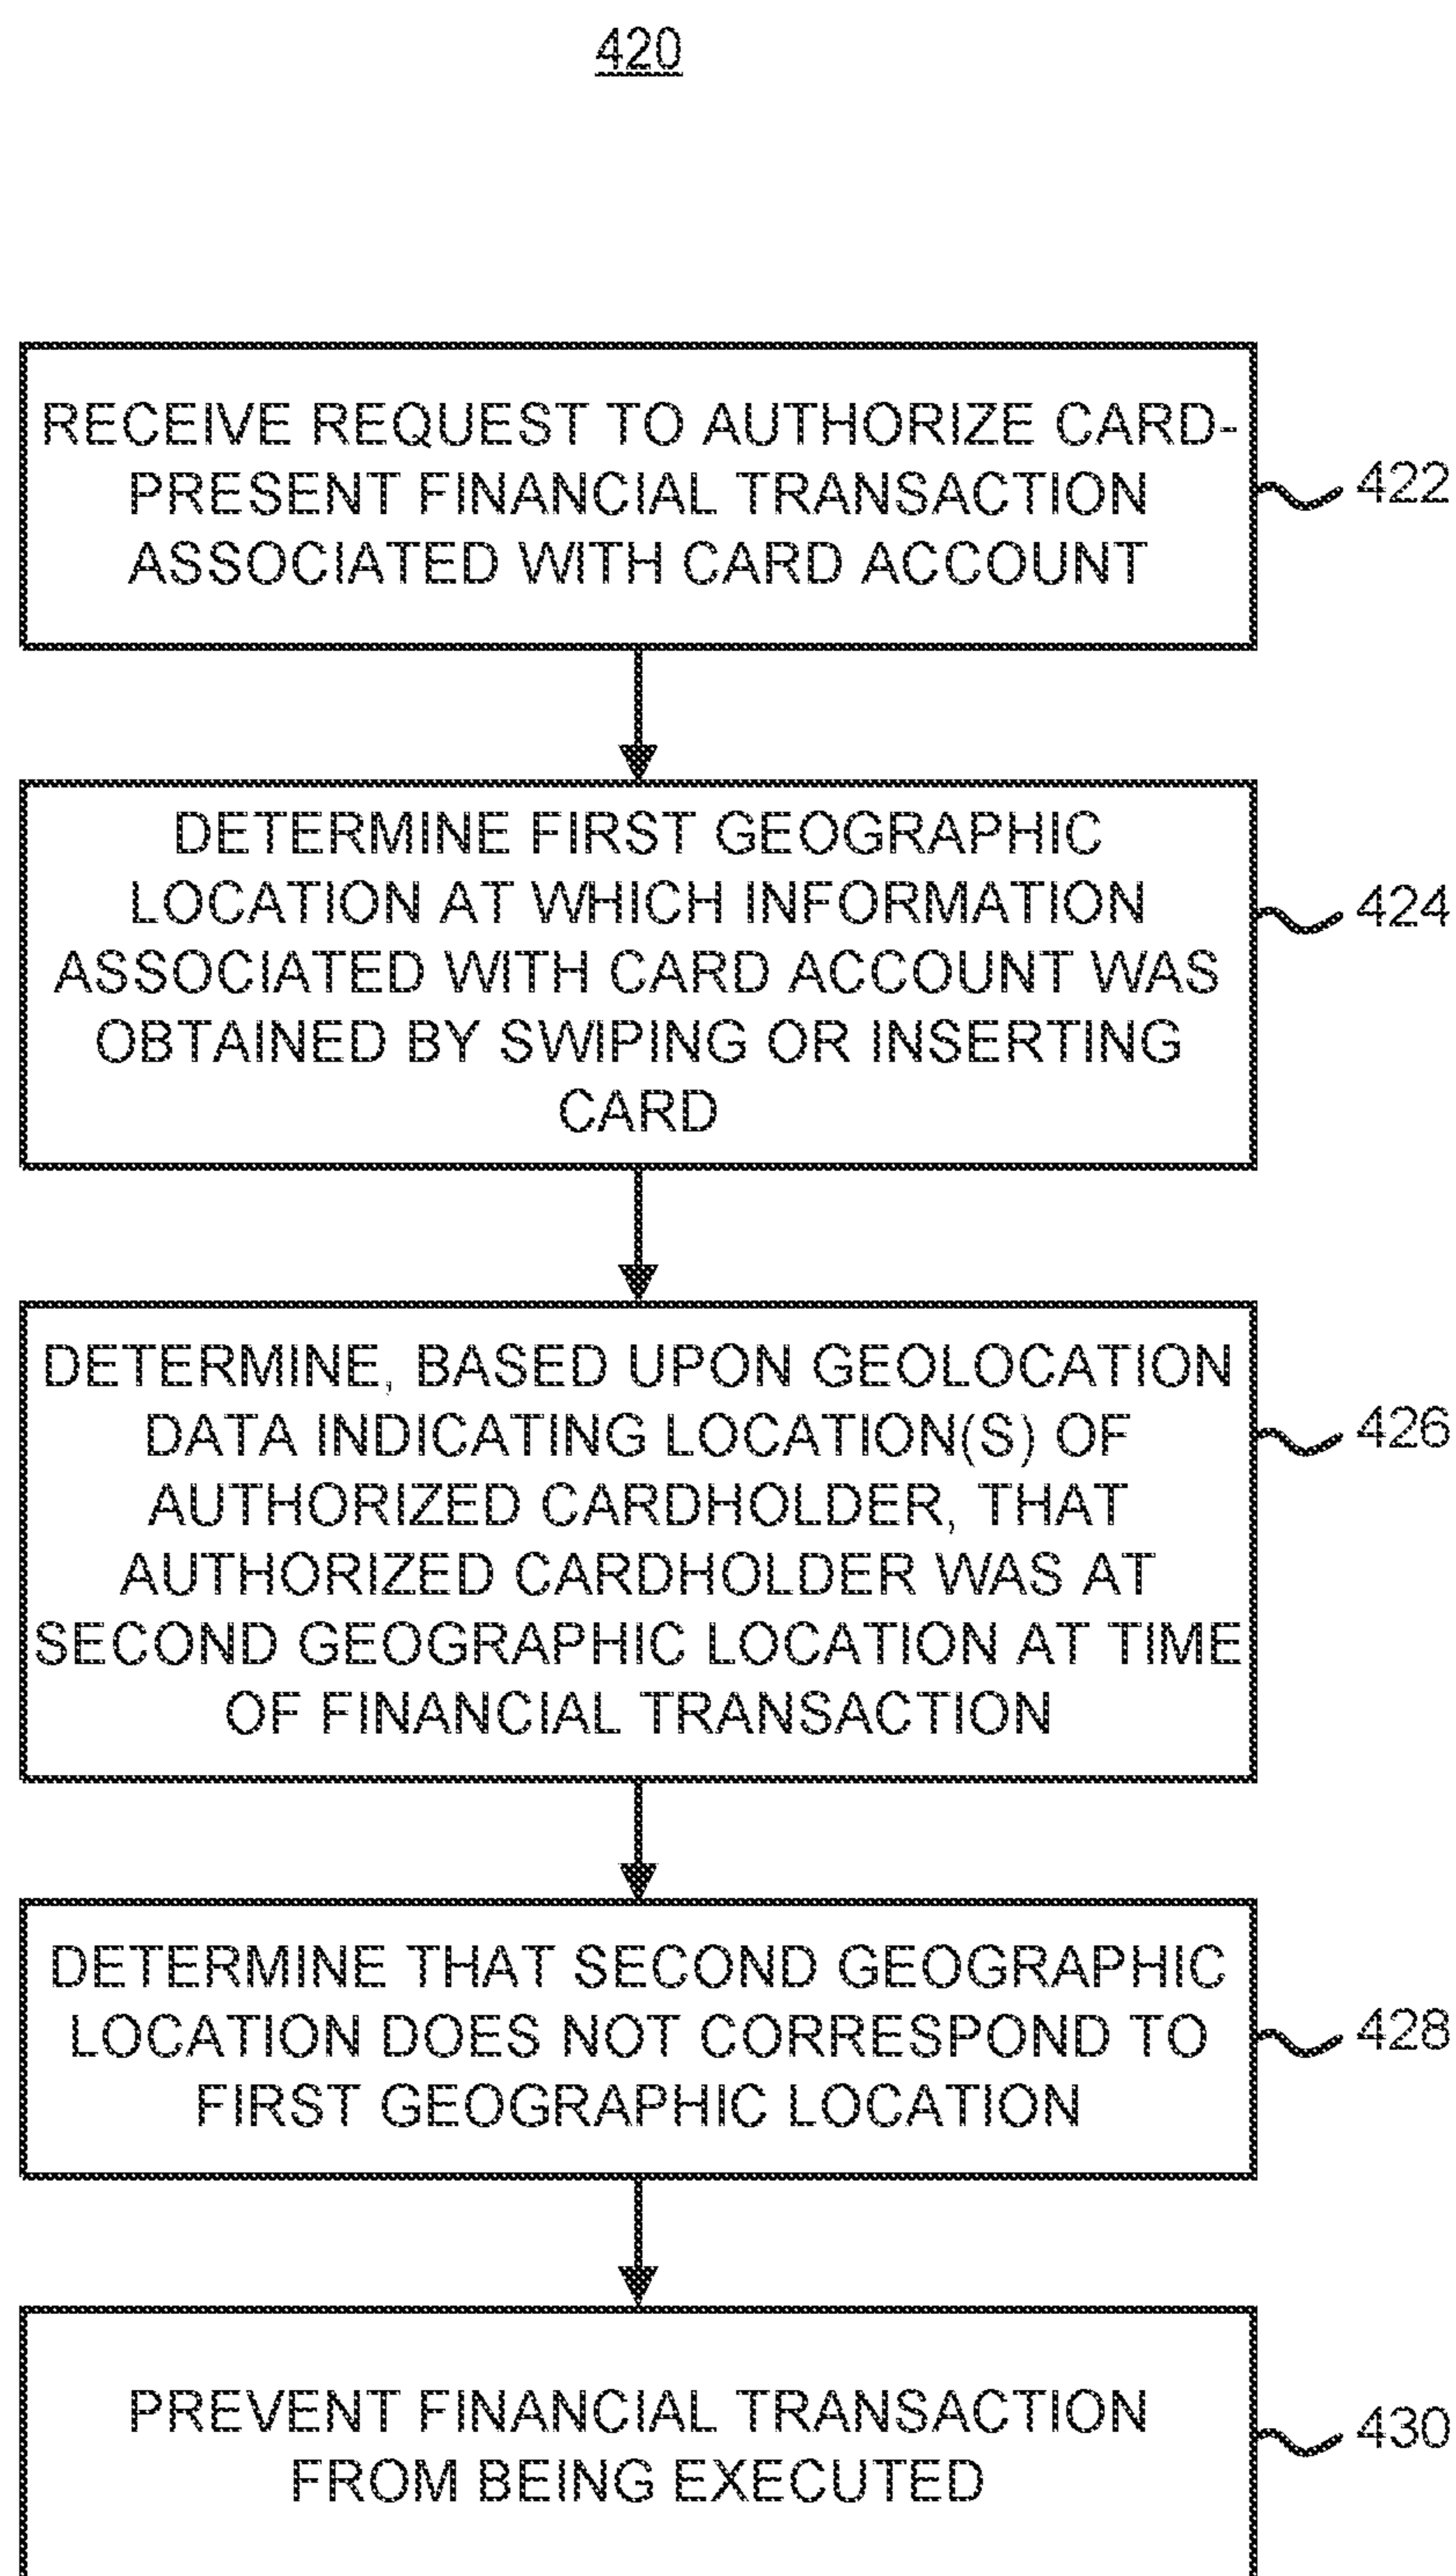 420
RECEIVE REQUEST TO AUTHORIZE CARD-
PRESENT FINANCIAL TRANSACTION
ASSOCIATED WITH CARD ACCOUNT
422
DETERMINE FIRST GEOGRAPHIC
LOCATION AT WHICH INFORMATION
ASSOCIATED WITH CARD ACCOUNT WAS
OBTAINED BY SWIPING OR INSERTING
CARD
424
DETERMINE, BASED UPON GEOLOCATION
DATA INDICATING LOCATION(S) OF
AUTHORIZED CARDHOLDER, THAT
AUTHORIZED CARDHOLDER WAS AT
SECOND GEOGRAPHIC LOCATION AT TIME
OF FINANCIAL TRANSACTION
426
DETERMINE THAT SECOND GEOGRAPHIC
LOCATION DOES NOT CORRESPOND TO
FIRST GEOGRAPHIC LOCATION
428
PREVENT FINANCIAL TRANSACTION
FROM BEING EXECUTED
430